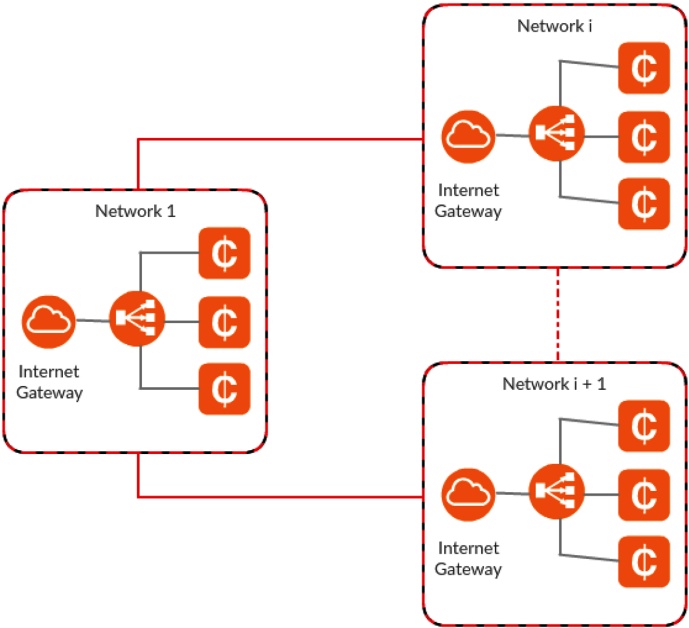 Network i
Internet
Gateway
Network 1
Internet
Gateway
Network i + 1
Internet
Gateway